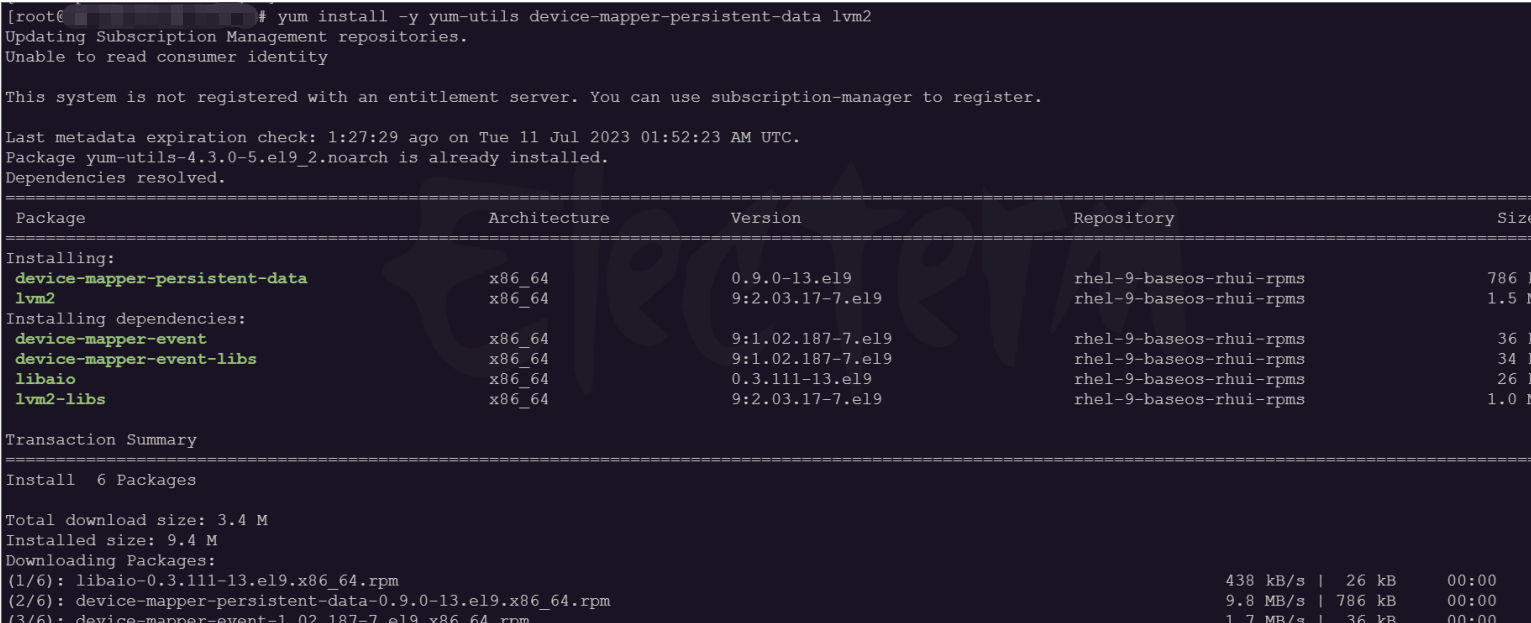 [root@ # yum install -y yum-utils device-mapper-persistent-data lvm2
Updating Subscription Management repositories.
Unable to read consumer identity
This system is not registered with an entitlement server. You can use subscription-manager to register.
Last metadata expiration check: 1:27:29 ago on Tue 11 Jul 2023 01:52:23 AM UTC.
Package yum-utils-4.3.0-5.el9_2.noarch is already installed.
Dependencies resolved.
Package Architecture Version Repository Size
Installing:
device-mapper-persistent-data x86_64 0.9.0-13.el9 rhel-9-baseos-rhui-rpms 786
lvm2 x86_64 9:2.03.17-7.el9 rhel-9-baseos-rhui-rpms 1.5 M
Installing dependencies:
device-mapper-event x86_64 9:1.02.187-7.el9 rhel-9-baseos-rhui-rpms 36
device-mapper-event-libs x86_64 9:1.02.187-7.el9 rhel-9-baseos-rhui-rpms 34
libaio x86_64 0.3.111-13.el9 rhel-9-baseos-rhui-rpms 26
lvm2-libs x86_64 9:2.03.17-7.el9 rhel-9-baseos-rhui-rpms 1.0 M
Transaction Summary
Install 6 Packages
Total download size: 3.4 M
Installed size: 9.4 M
Downloading Packages:
(1/6): libaio-0.3.111-13.el9.x86_64.rpm 438 kB/s | 26 kB 00:00
(2/6): device-mapper-persistent-data-0.9.0-13.el9.x86_64.rpm 9.8 MB/s | 786 kB 00:00
(3/6): device-mapper-event-1.02.187-7.el9.x86_64.rpm 1.7 MB/s | 36 kB 00:00
Electerm